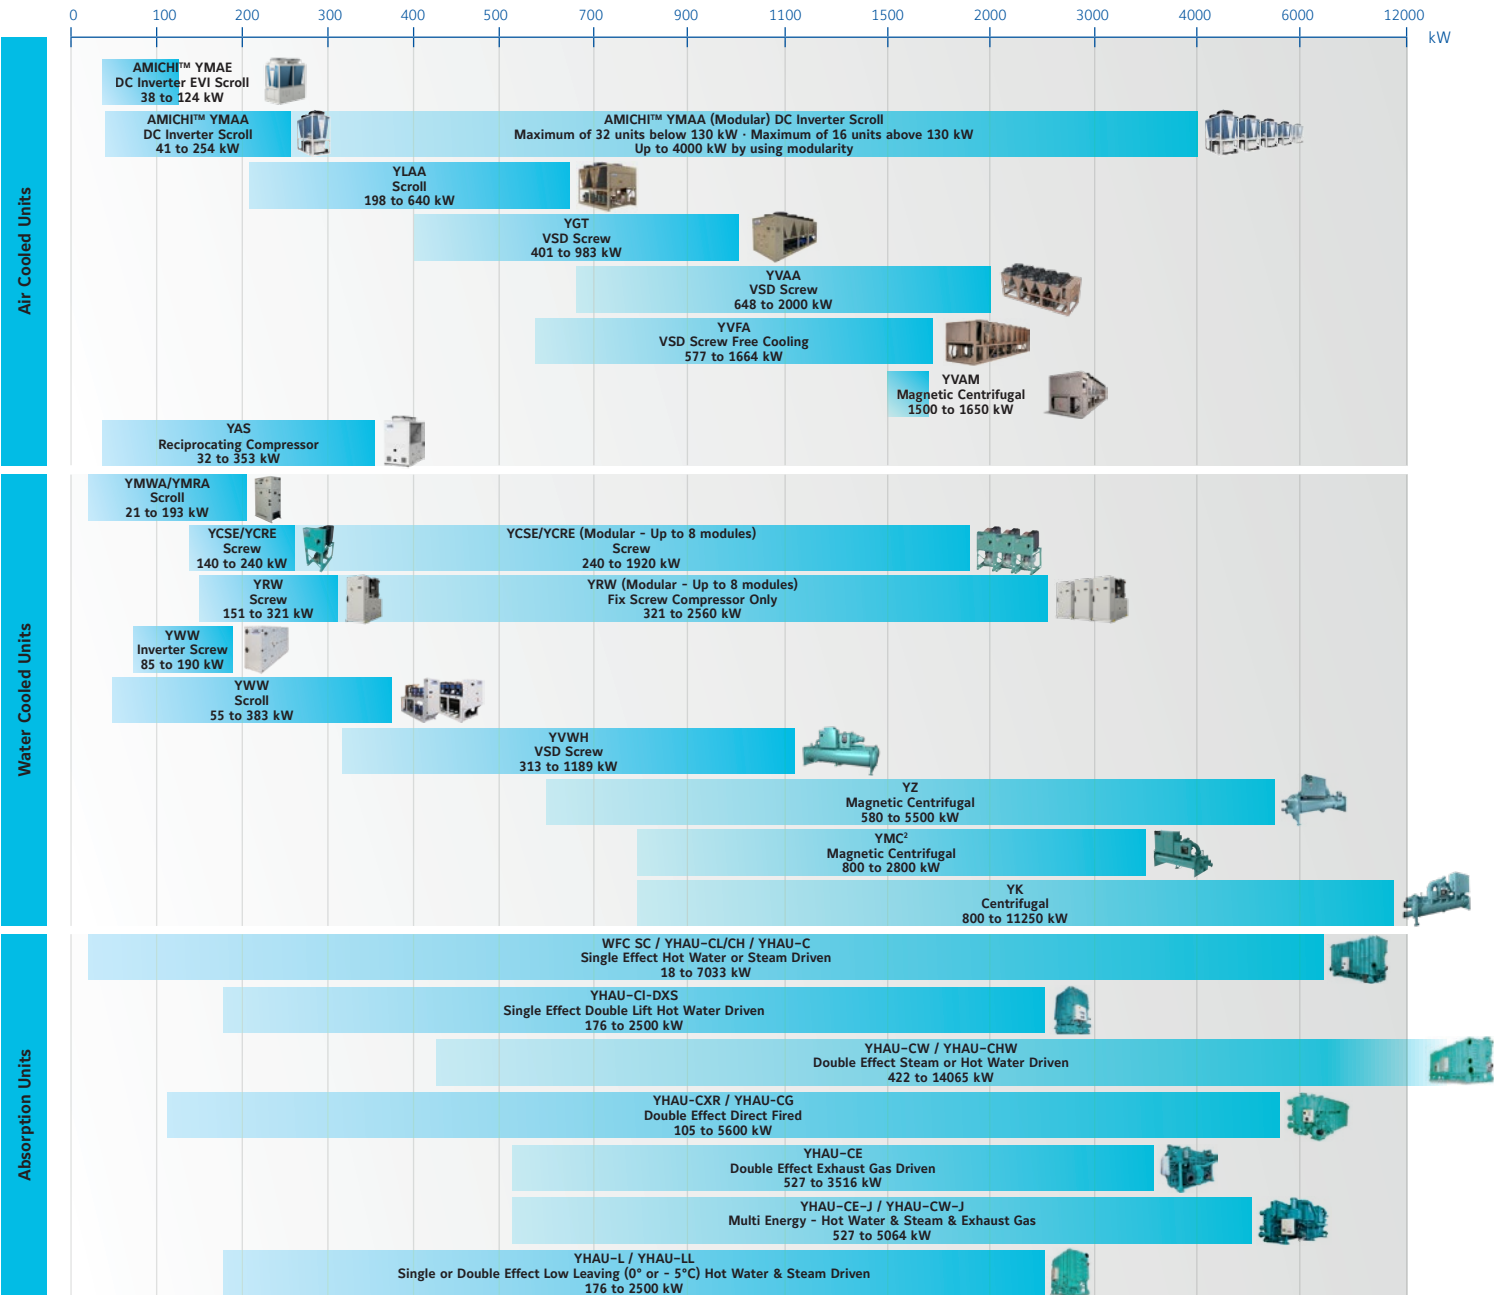 0 100 200 300 400 500 700 900 1100 1500 2000 3000 4000 6000 12000
kW
Air Cooled Units
AMICHI™ YMAE
DC Inverter EVI Scroll
38 to 124 kW
AMICHI™ YMAA
DC Inverter Scroll
41 to 254 kW
AMICHI™ YMAA (Modular) DC Inverter Scroll
Maximum of 32 units below 130 kW · Maximum of 16 units above 130 kW
Up to 4000 kW by using modularity
YLAA
Scroll
198 to 640 kW
YGT
VSD Screw
401 to 983 kW
YVAA
VSD Screw
648 to 2000 kW
YVFA
VSD Screw Free Cooling
577 to 1664 kW
YVAM
Magnetic Centrifugal
1500 to 1650 kW
YAS
Reciprocating Compressor
32 to 353 kW
Water Cooled Units
YMWA/YMRA
Scroll
21 to 193 kW
YCSE/YCRE
Screw
140 to 240 kW
YCSE/YCRE (Modular - Up to 8 modules)
Screw
240 to 1920 kW
YRW
Screw
151 to 321 kW
YRW (Modular - Up to 8 modules)
Fix Screw Compressor Only
321 to 2560 kW
YWW
Inverter Screw
85 to 190 kW
YWW
Scroll
55 to 383 kW
YVWH
VSD Screw
313 to 1189 kW
YZ
Magnetic Centrifugal
580 to 5500 kW
YMC²
Magnetic Centrifugal
800 to 2800 kW
YK
Centrifugal
800 to 11250 kW
Absorption Units
WFC SC / YHAU-CL/CH / YHAU-C
Single Effect Hot Water or Steam Driven
18 to 7033 kW
YHAU-CI-DXS
Single Effect Double Lift Hot Water Driven
176 to 2500 kW
YHAU-CW / YHAU-CHW
Double Effect Steam or Hot Water Driven
422 to 14065 kW
YHAU-CXR / YHAU-CG
Double Effect Direct Fired
105 to 5600 kW
YHAU-CE
Double Effect Exhaust Gas Driven
527 to 3516 kW
YHAU-CE-J / YHAU-CW-J
Multi Energy - Hot Water & Steam & Exhaust Gas
527 to 5064 kW
YHAU-L / YHAU-LL
Single or Double Effect Low Leaving (0° or - 5°C) Hot Water & Steam Driven
176 to 2500 kW